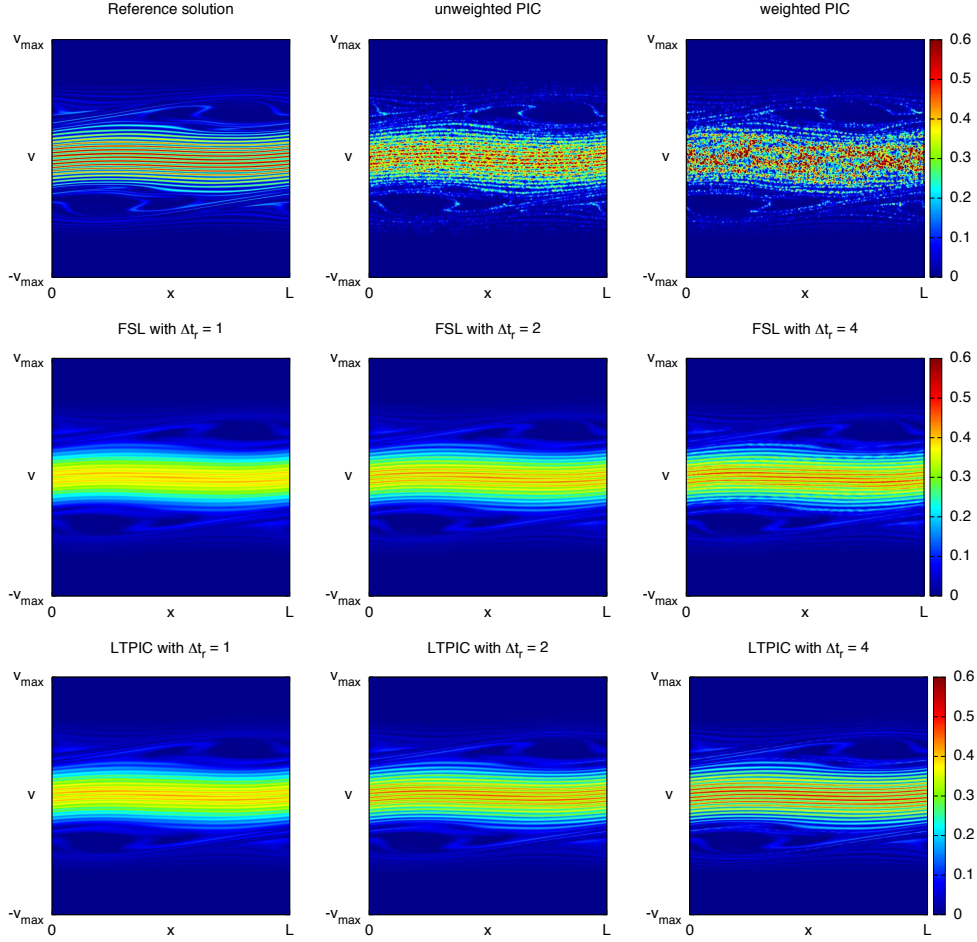 Reference solution unweighted PIC weighted PIC
v_max 0.6
0.5
0.4
v v v 0.3
0.2
0.1
-v_max 0
0 x L 0 x L 0 x L
FSL with Δt_r = 1 FSL with Δt_r = 2 FSL with Δt_r = 4
v_max v_max v_max 0.6
0.5
0.4
v v v 0.3
0.2
0.1
-v_max -v_max -v_max 0
0 x L 0 x L 0 x L
LTPIC with Δt_r = 1 LTPIC with Δt_r = 2 LTPIC with Δt_r = 4
v_max v_max v_max 0.6
0.5
0.4
v v v 0.3
0.2
0.1
-v_max -v_max -v_max 0
0 x L 0 x L 0 x L